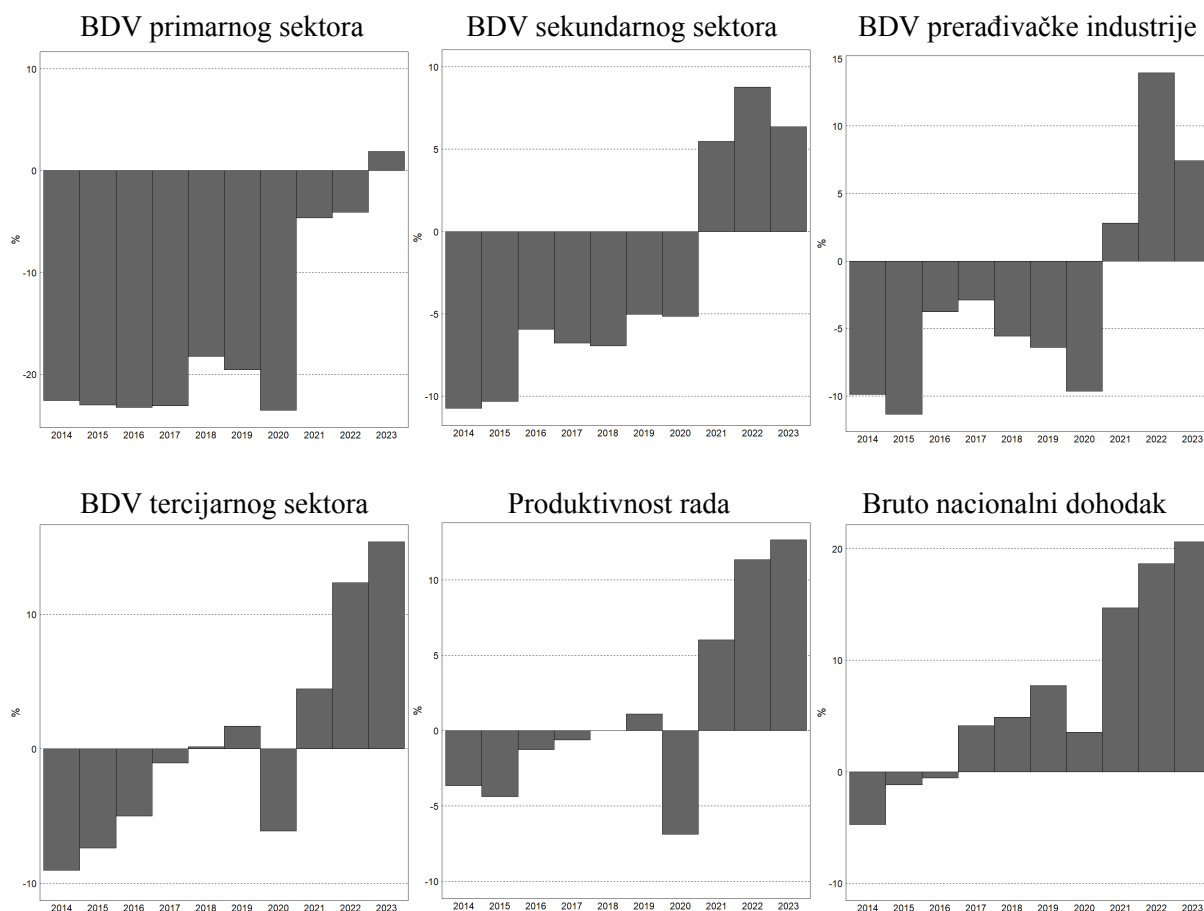 BDV primarnog sektora
10
0
-10
-20
%
2014 2015 2016 2017 2018 2019 2020 2021 2022 2023
BDV sekundarnog sektora
10
5
0
-5
-10
%
2014 2015 2016 2017 2018 2019 2020 2021 2022 2023
BDV prerađivačke industrije
15
10
5
0
-5
-10
%
2014 2015 2016 2017 2018 2019 2020 2021 2022 2023
BDV tercijarnog sektora
10
0
-10
%
2014 2015 2016 2017 2018 2019 2020 2021 2022 2023
Produktivnost rada
10
5
0
-5
-10
%
2014 2015 2016 2017 2018 2019 2020 2021 2022 2023
Bruto nacionalni dohodak
20
10
0
-10
%
2014 2015 2016 2017 2018 2019 2020 2021 2022 2023